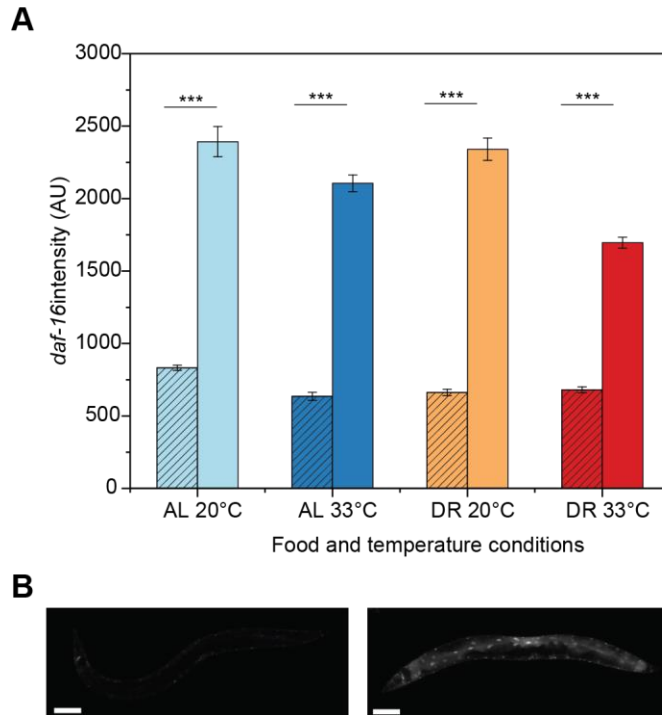 A
3000
2500
2000
1500
1000
500
0
daf-16intensity (AU)
*** *** *** ***
AL 20°C AL 33°C DR 20°C DR 33°C
Food and temperature conditions
B